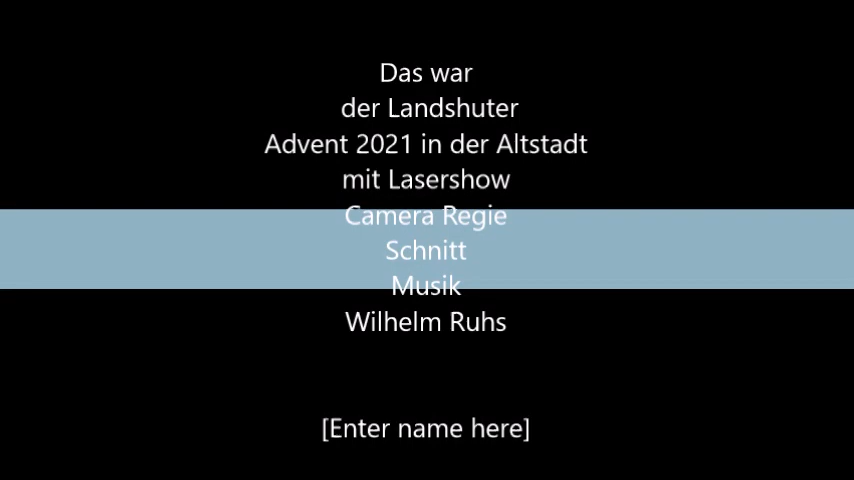 Das war
der Landshuter
Advent 2021 in der Altstadt
mit Lasershow
Camera Regie
Schnitt
Musik
Wilhelm Ruhs
[Enter name here]